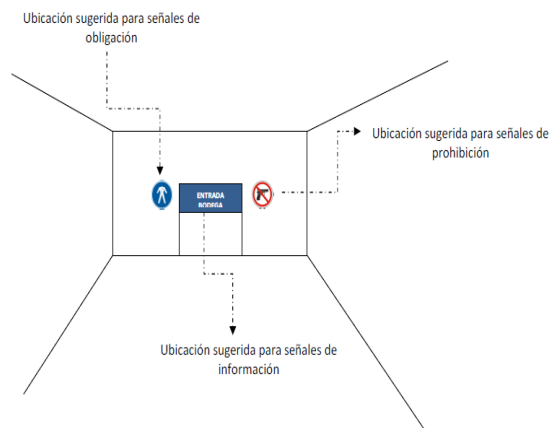 Ubicación sugerida para señales de
obligación
Ubicación sugerida para señales de
prohibición
ENTRADA
BODEGA
Ubicación sugerida para señales de
información